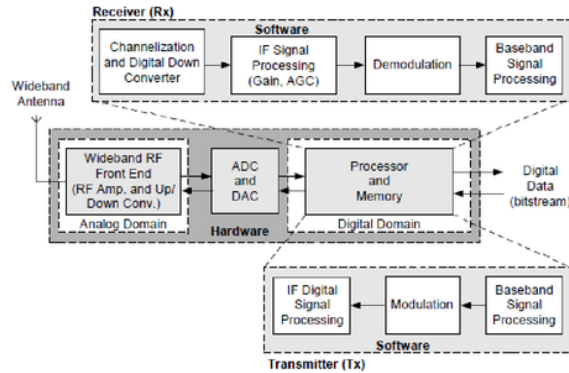 Receiver (Rx)
Software
Channelization
and Digital Down
Converter
IF Signal
Processing
(Gain, AGC)
Demodulation
Baseband
Signal
Processing
Wideband
Antenna
Wideband RF
Front End
(RF Amp. and Up/
Down Conv.)
Analog Domain
ADC
and
DAC
Hardware
Processor
and
Memory
Digital Domain
Digital
Data
(bitstream)
IF Digital
Signal
Processing
Modulation
Baseband
Signal
Processing
Software
Transmitter (Tx)